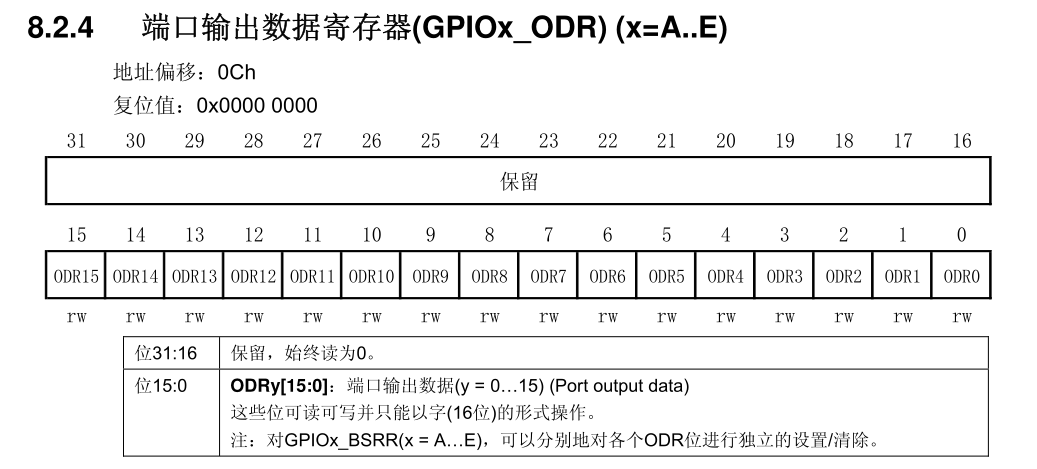 8.2.4 端口输出数据寄存器(GPIOx_ODR) (x=A..E)
地址偏移：0Ch
复位值：0x0000 0000
31 30 29 28 27 26 25 24 23 22 21 20 19 18 17 16
保留
15 14 13 12 11 10 9 8 7 6 5 4 3 2 1 0
ODR15 ODR14 ODR13 ODR12 ODR11 ODR10 ODR9 ODR8 ODR7 ODR6 ODR5 ODR4 ODR3 ODR2 ODR1 ODR0
rw rw rw rw rw rw rw rw rw rw rw rw rw rw rw rw
位31:16 保留，始终读为0。
位15:0 ODRy[15:0]：端口输出数据(y = 0…15) (Port output data)
这些位可读可写并只能以字(16位)的形式操作。
注：对GPIOx_BSRR(x = A…E)，可以分别地对各个ODR位进行独立的设置/清除。